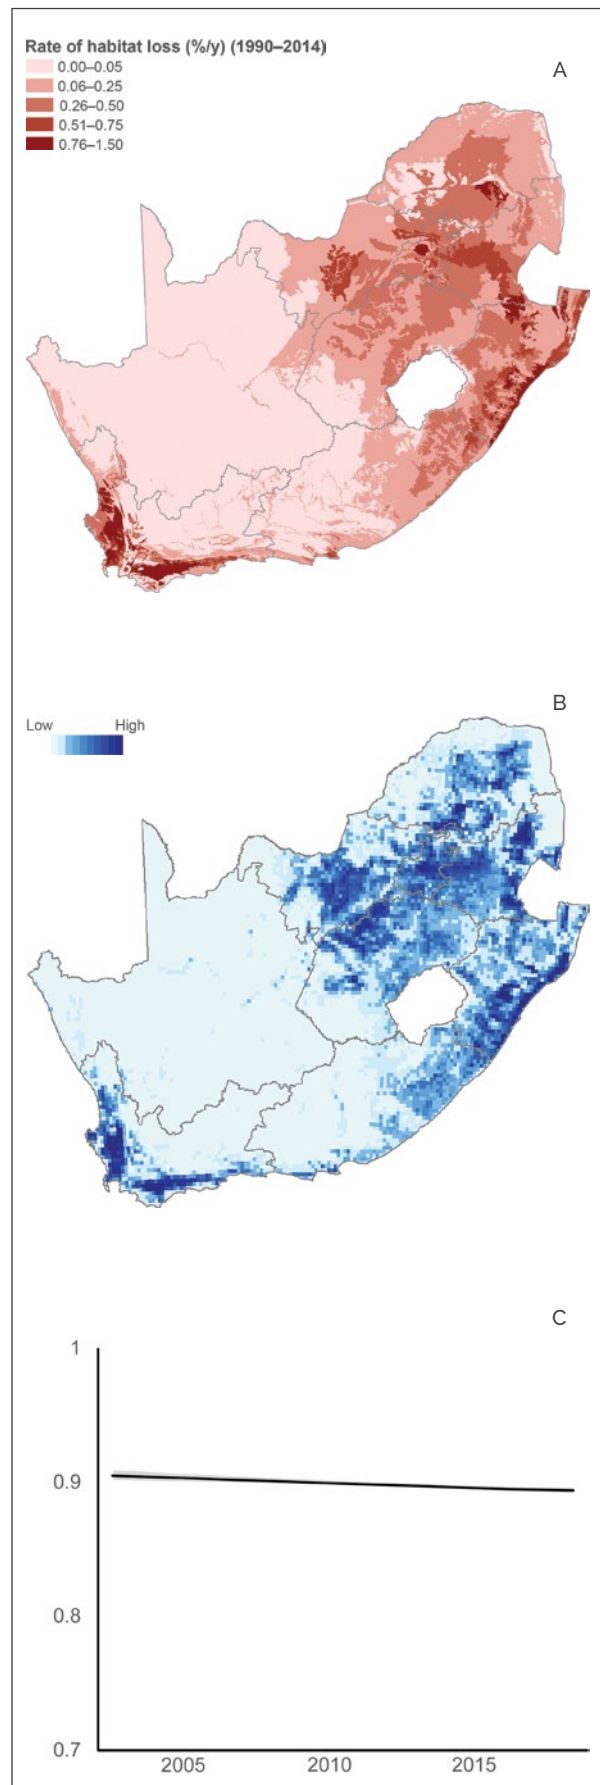 Rate of habitat loss (%/y) (1990–2014)
0.00–0.05
A
0.06–0.25
0.26–0.50
0.51–0.75
0.76–1.50
B
Low High
C
1
0.9
0.8
0.7
2005 2010 2015